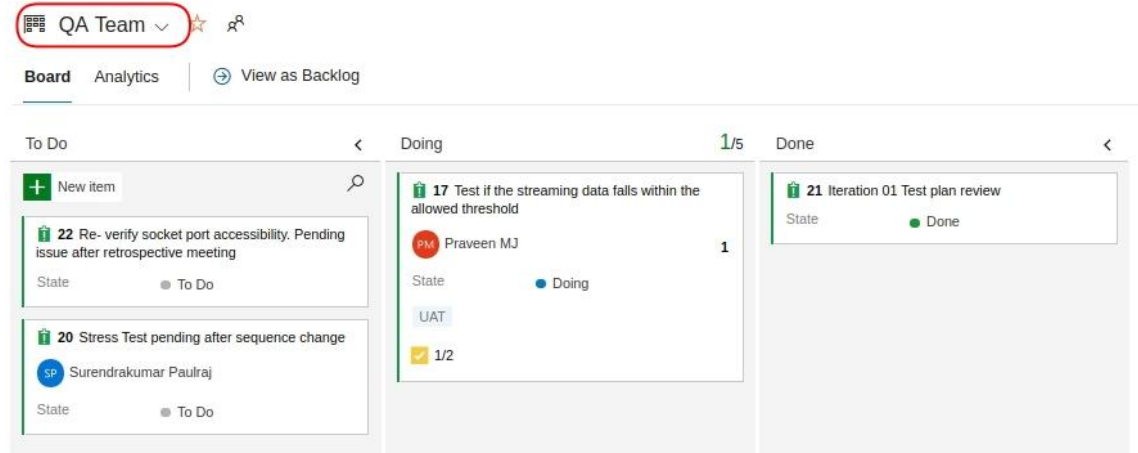 QA Team
Board Analytics View as Backlog
To Do
New item
22 Re- verify socket port accessibility. Pending
issue after retrospective meeting
State To Do
20 Stress Test pending after sequence change
SP Surendrakumar Paulraj
State To Do
Doing 1/5
17 Test if the streaming data falls within the
allowed threshold
PM Praveen MJ 1
State Doing
UAT
1/2
Done
21 Iteration 01 Test plan review
State Done